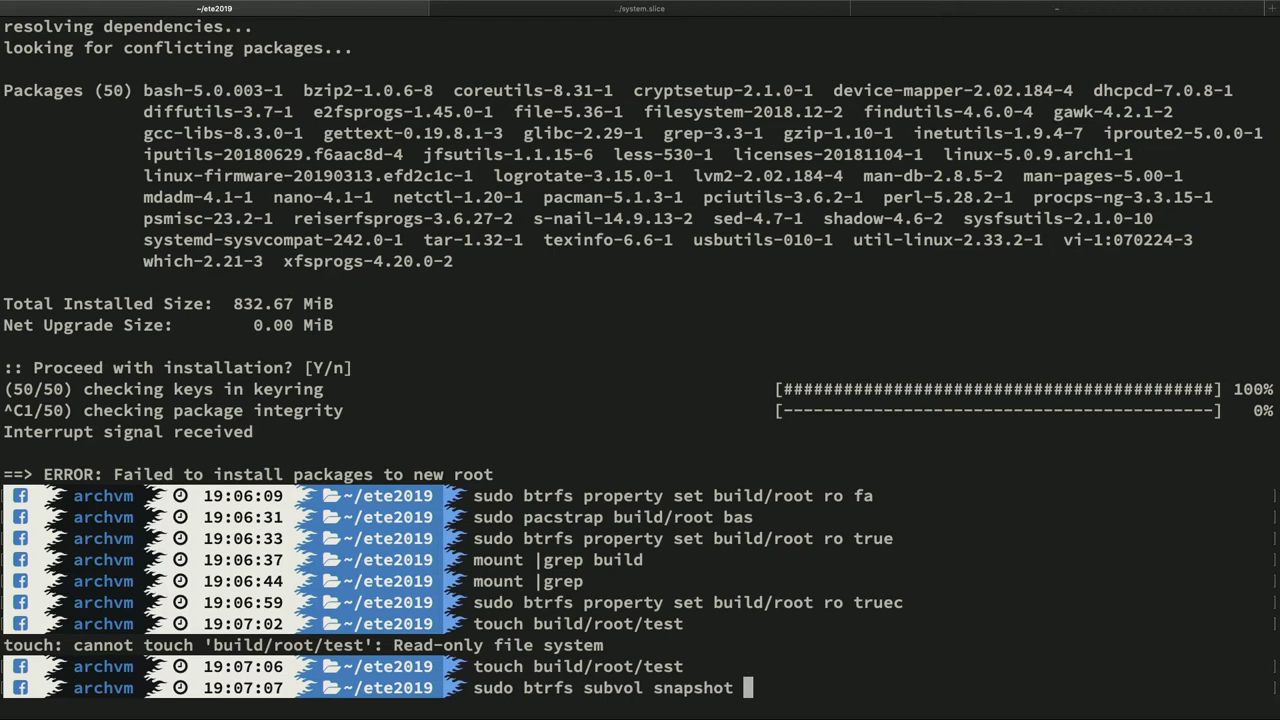 ~/ete2019 ../system.slice ~ +
resolving dependencies...
looking for conflicting packages...
Packages (50) bash-5.0.003-1 bzip2-1.0.6-8 coreutils-8.31-1 cryptsetup-2.1.0-1 device-mapper-2.02.184-4 dhcpcd-7.0.8-1
diffutils-3.7-1 e2fsprogs-1.45.0-1 file-5.36-1 filesystem-2018.12-2 findutils-4.6.0-4 gawk-4.2.1-2
gcc-libs-8.3.0-1 gettext-0.19.8.1-3 glibc-2.29-1 grep-3.3-1 gzip-1.10-1 inetutils-1.9.4-7 iproute2-5.0.0-1
iputils-20180629.f6aac8d-4 jfsutils-1.1.15-6 less-530-1 licenses-20181104-1 linux-5.0.9.arch1-1
linux-firmware-20190313.efd2c1c-1 logrotate-3.15.0-1 lvm2-2.02.184-4 man-db-2.8.5-2 man-pages-5.00-1
mdadm-4.1-1 nano-4.1-1 netctl-1.20-1 pacman-5.1.3-1 pciutils-3.6.2-1 perl-5.28.2-1 procps-ng-3.3.15-1
psmisc-23.2-1 reiserfsprogs-3.6.27-2 s-nail-14.9.13-2 sed-4.7-1 shadow-4.6-2 sysfsutils-2.1.0-10
systemd-sysvcompat-242.0-1 tar-1.32-1 texinfo-6.6-1 usbutils-010-1 util-linux-2.33.2-1 vi-1:070224-3
which-2.21-3 xfsprogs-4.20.0-2
Total Installed Size: 832.67 MiB
Net Upgrade Size: 0.00 MiB
:: Proceed with installation? [Y/n]
(50/50) checking keys in keyring [###########################################] 100%
^C1/50) checking package integrity [-------------------------------------------] 0%
Interrupt signal received
==> ERROR: Failed to install packages to new root
archvm 19:06:09 ~/ete2019 sudo btrfs property set build/root ro fa
archvm 19:06:31 ~/ete2019 sudo pacstrap build/root bas
archvm 19:06:33 ~/ete2019 sudo btrfs property set build/root ro true
archvm 19:06:37 ~/ete2019 mount |grep build
archvm 19:06:44 ~/ete2019 mount |grep
archvm 19:06:59 ~/ete2019 sudo btrfs property set build/root ro truec
archvm 19:07:02 ~/ete2019 touch build/root/test
touch: cannot touch 'build/root/test': Read-only file system
archvm 19:07:06 ~/ete2019 touch build/root/test
archvm 19:07:07 ~/ete2019 sudo btrfs subvol snapshot